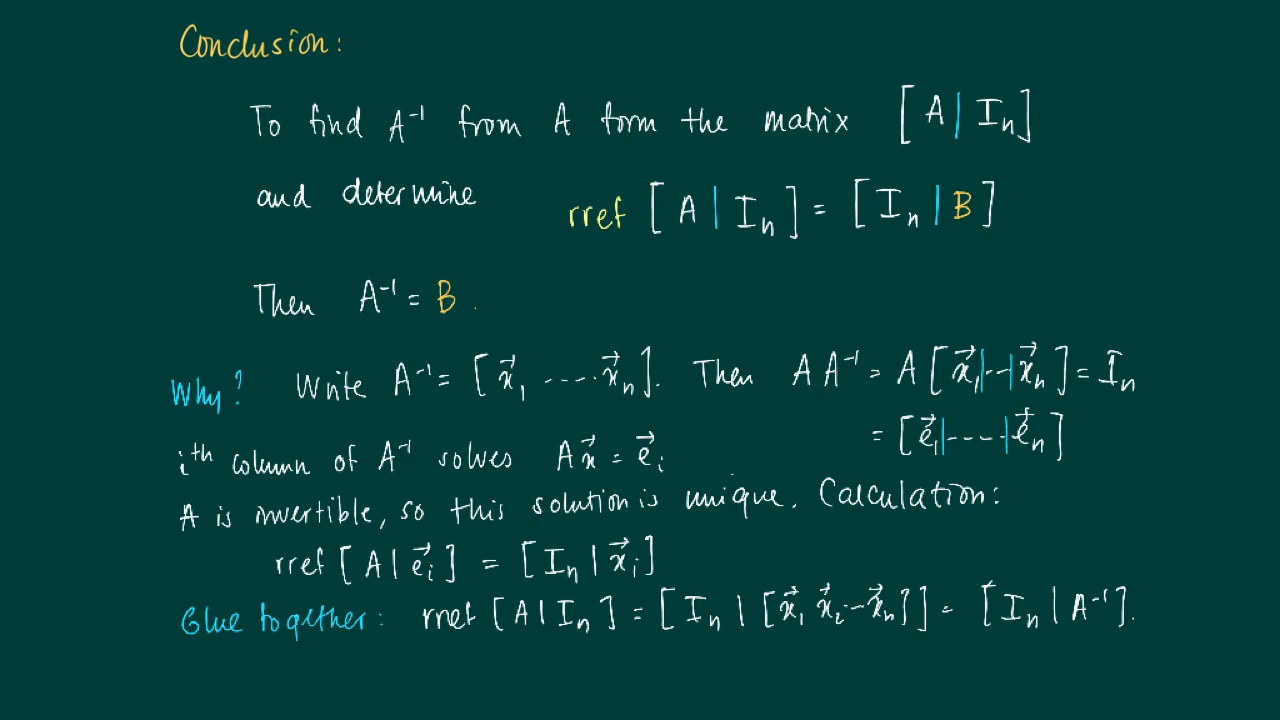 Conclusion:
To find A⁻¹ from A form the matrix [A | Iₙ]
and determine rref [A | Iₙ] = [Iₙ | B]
Then A⁻¹ = B.
Why? Write A⁻¹ = [x⃗₁ ..... x⃗ₙ]. Then A A⁻¹ = A [x⃗₁|--|x⃗ₙ] = Iₙ
= [e⃗₁|----|e⃗ₙ]
iᵗʰ column of A⁻¹ solves A x⃗ = e⃗ᵢ
A is invertible, so this solution is unique. Calculation:
rref [A | e⃗ᵢ] = [Iₙ | x⃗ᵢ]
Glue together: rref [A | Iₙ] = [Iₙ | [x⃗₁ x⃗₂--x⃗ₙ]] = [Iₙ | A⁻¹].